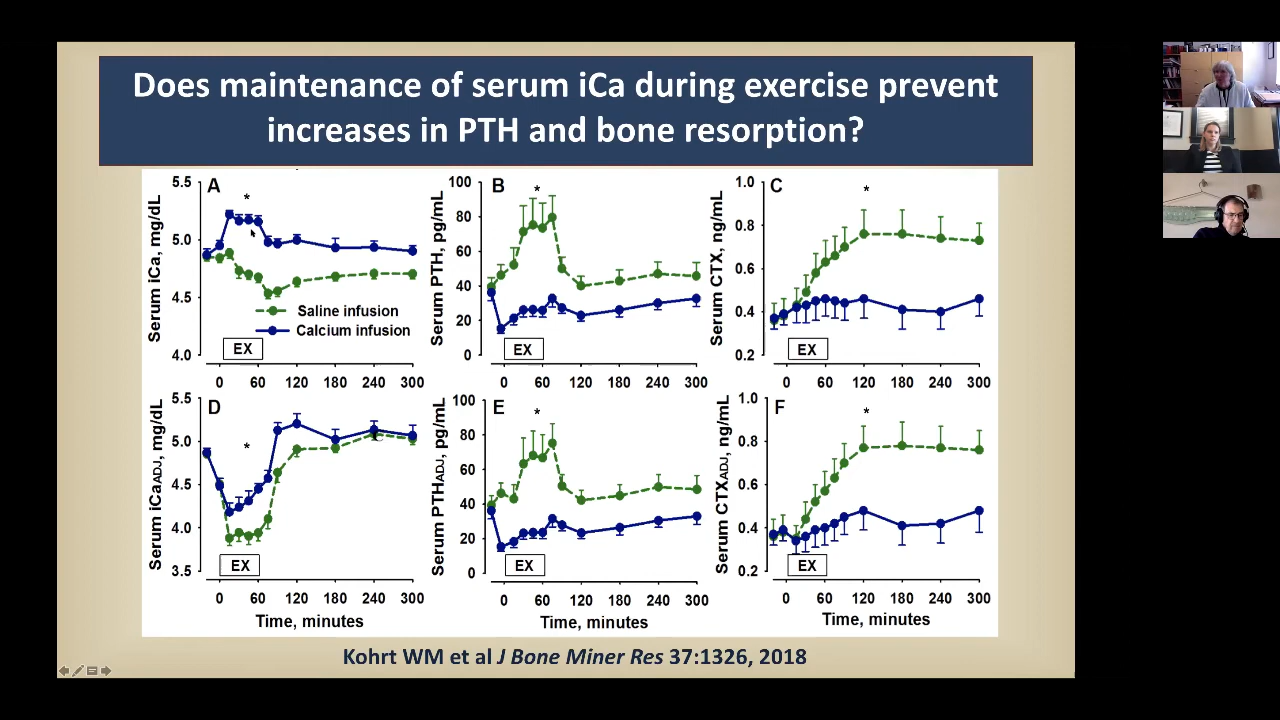 Does maintenance of serum iCa during exercise prevent
increases in PTH and bone resorption?
A
*
5.5
5.0
4.5
4.0
Serum iCa, mg/dL
Saline infusion
Calcium infusion
EX
0 60 120 180 240 300
B
*
100
80
60
40
20
0
Serum PTH, pg/mL
EX
0 60 120 180 240 300
C
*
1.0
0.8
0.6
0.4
0.2
Serum CTX, ng/mL
EX
0 60 120 180 240 300
D
*
5.5
5.0
4.5
4.0
3.5
Serum iCaADJ, mg/dL
EX
0 60 120 180 240 300
Time, minutes
E
*
100
80
60
40
20
0
Serum PTHADJ, pg/mL
EX
0 60 120 180 240 300
Time, minutes
F
*
1.0
0.8
0.6
0.4
0.2
Serum CTXADJ, ng/mL
EX
0 60 120 180 240 300
Time, minutes
Kohrt WM et al J Bone Miner Res 37:1326, 2018